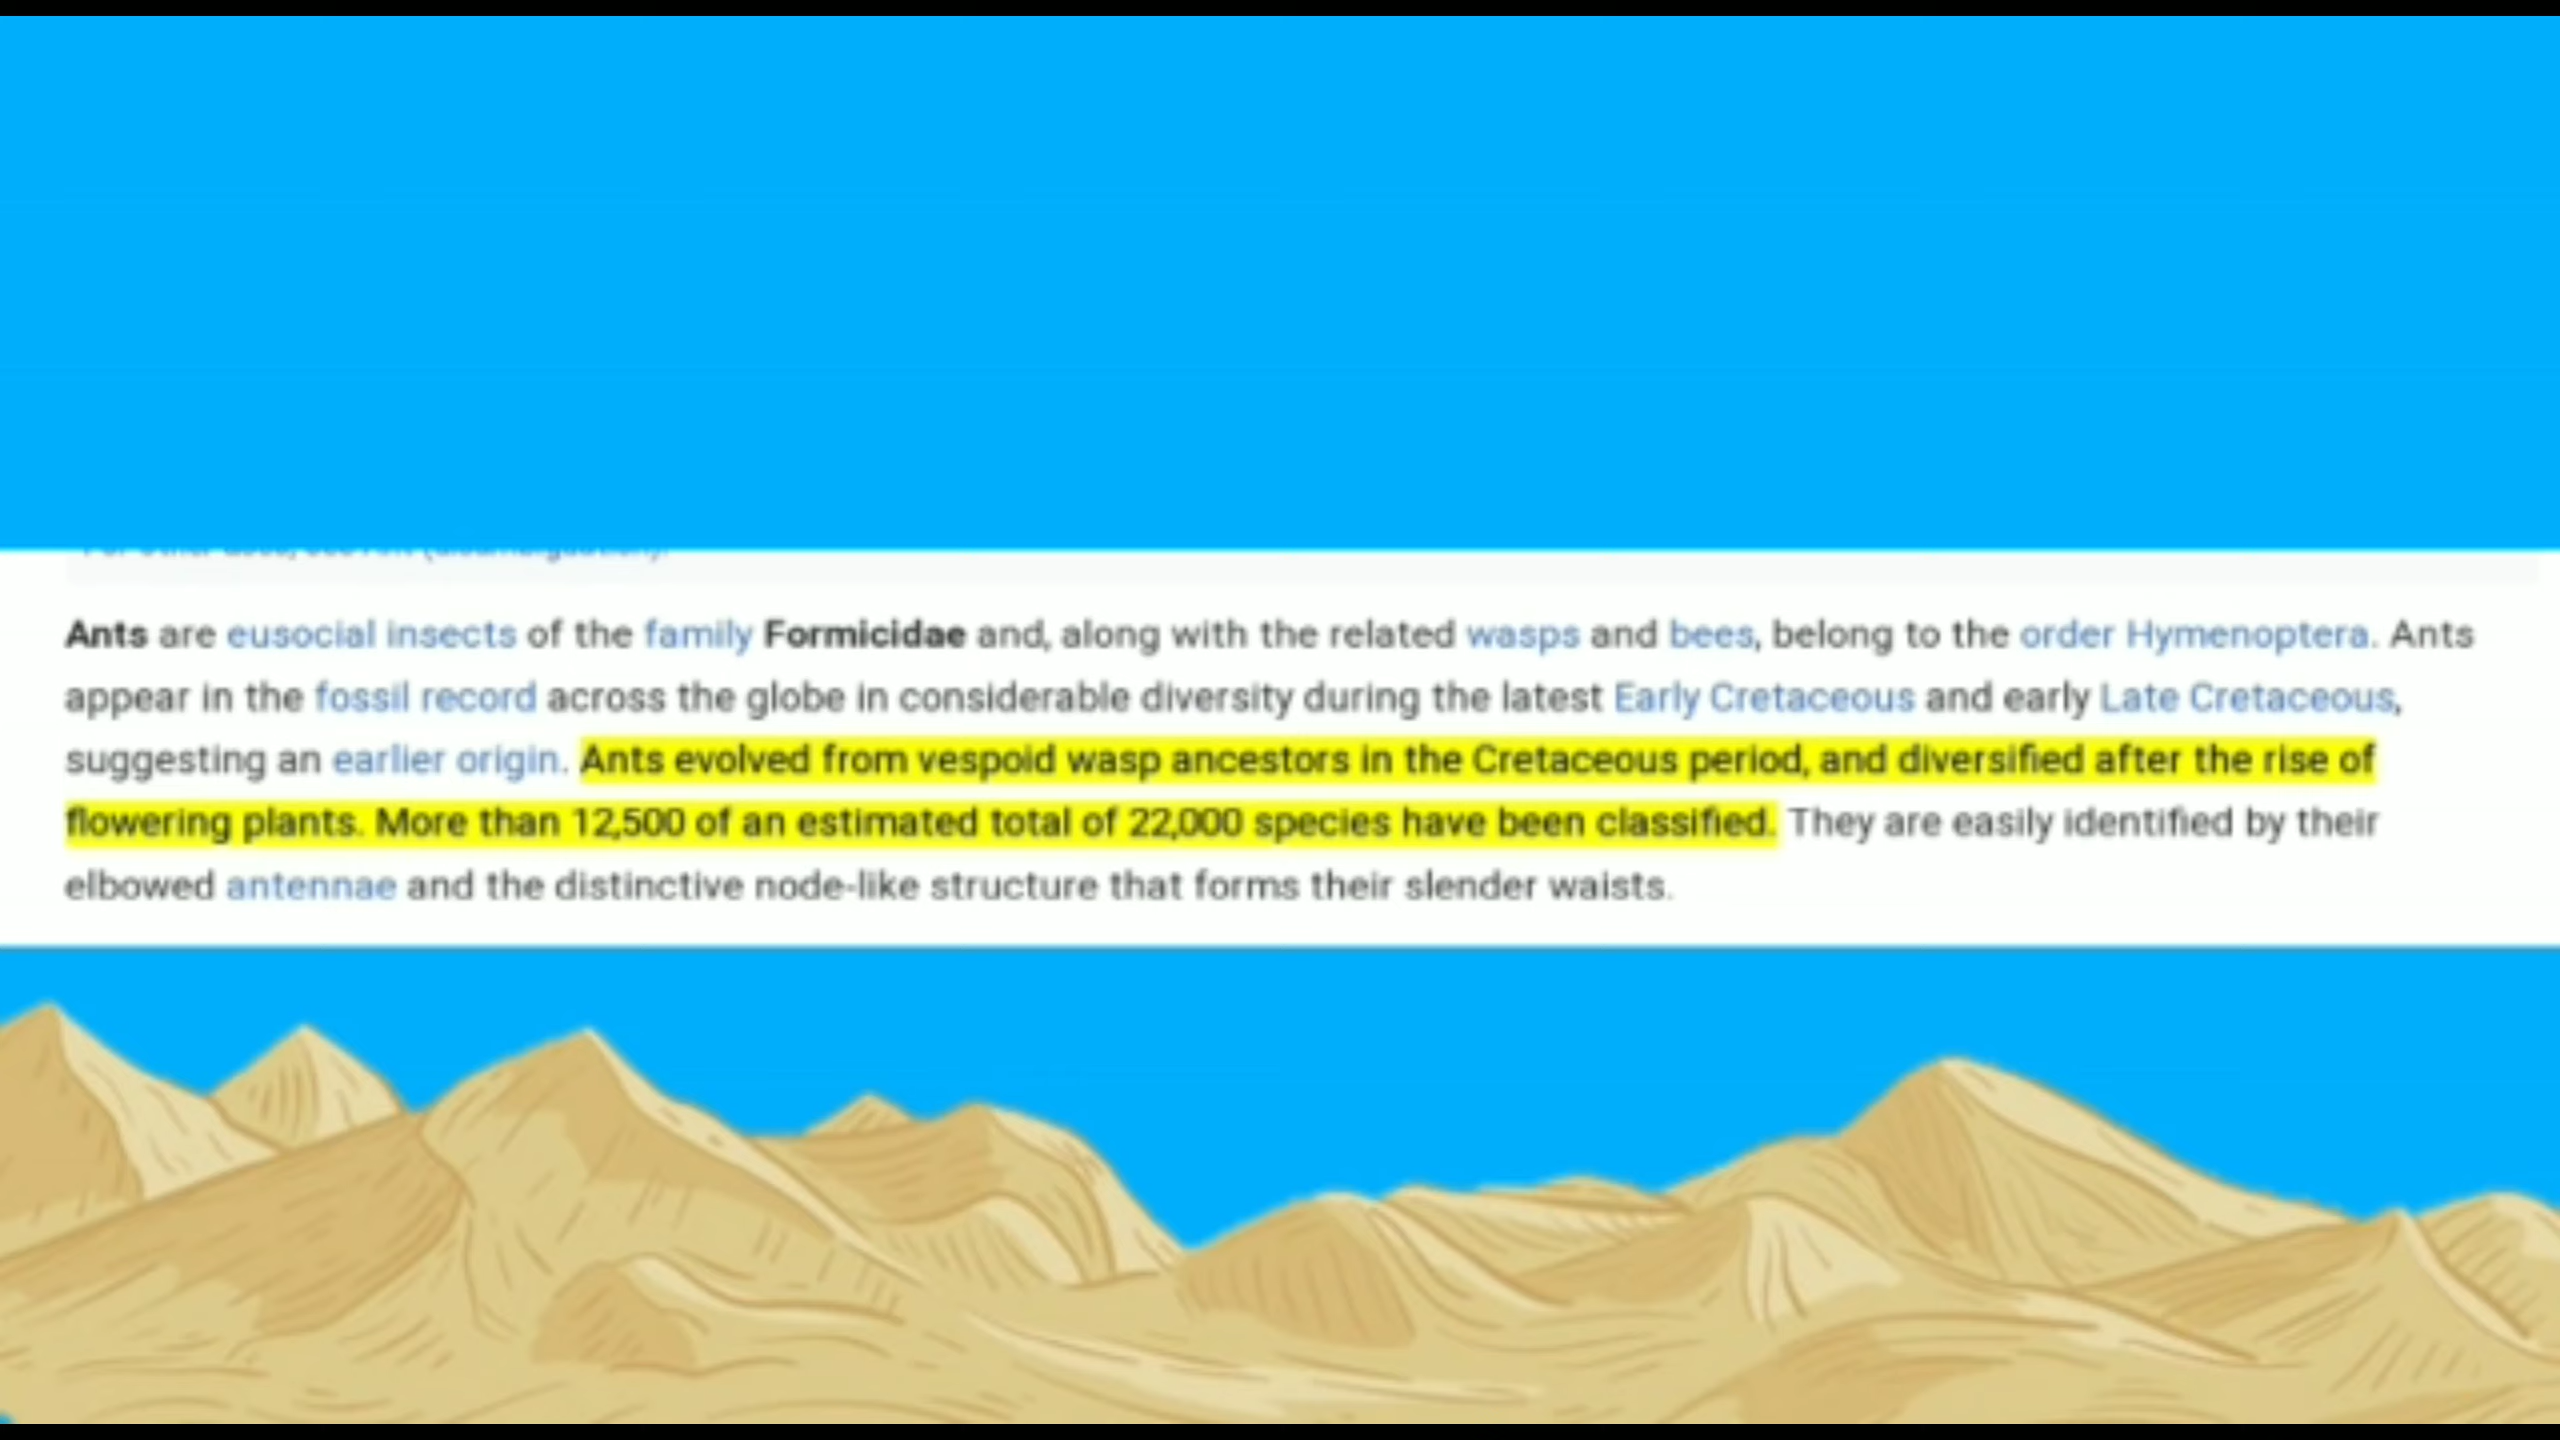 Ants are eusocial insects of the family Formicidae and, along with the related wasps and bees, belong to the order Hymenoptera. Ants
appear in the fossil record across the globe in considerable diversity during the latest Early Cretaceous and early Late Cretaceous,
suggesting an earlier origin. Ants evolved from vespoid wasp ancestors in the Cretaceous period, and diversified after the rise of
flowering plants. More than 12,500 of an estimated total of 22,000 species have been classified. They are easily identified by their
elbowed antennae and the distinctive node-like structure that forms their slender waists.